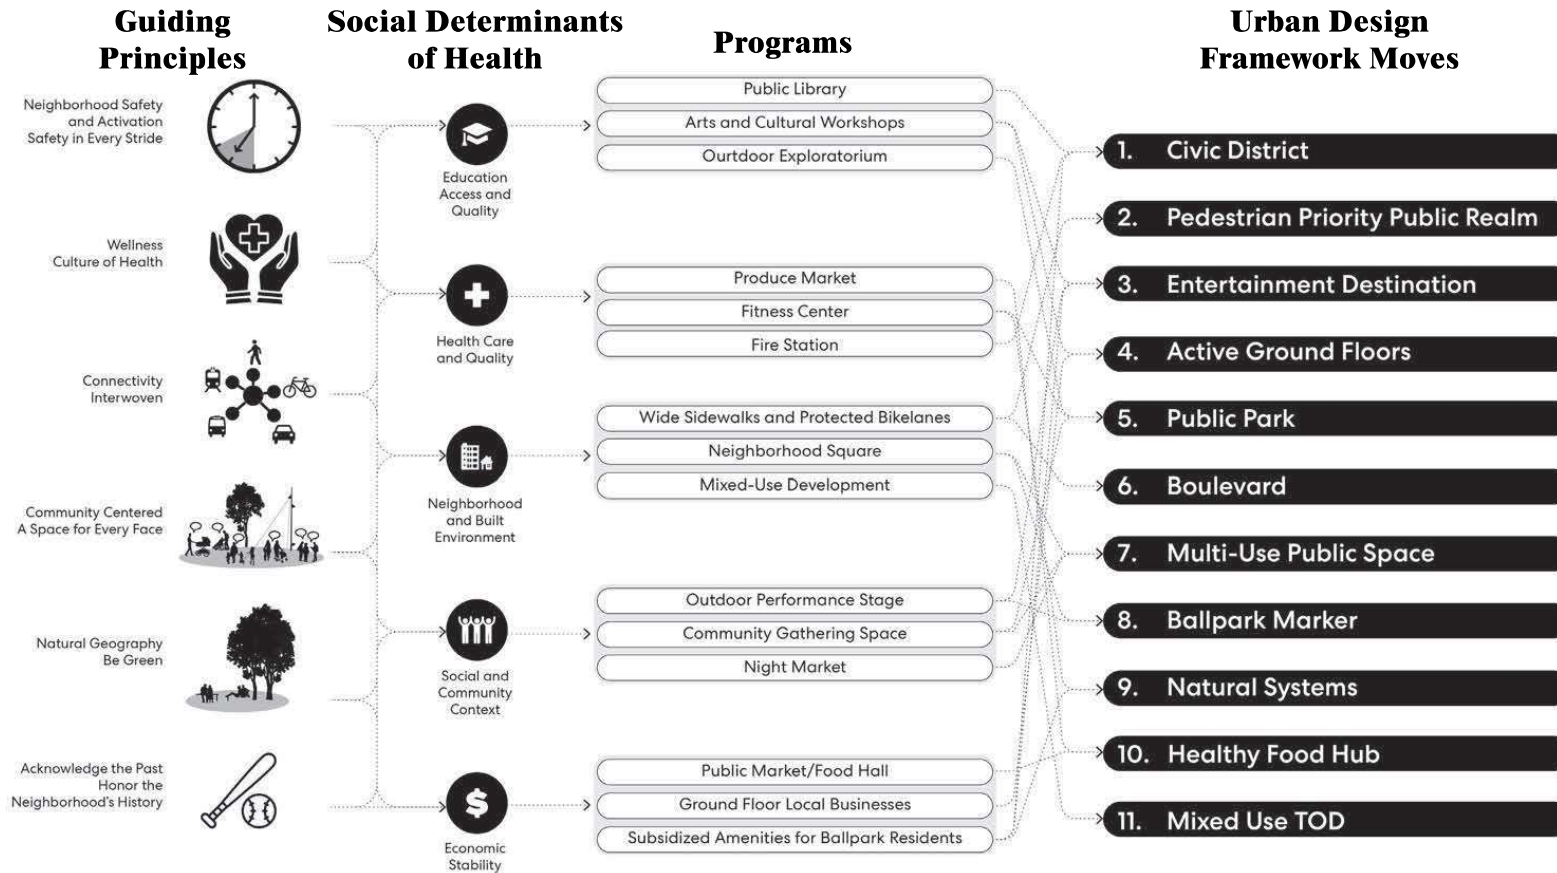 Guiding
Principles
Social Determinants
of Health
Programs
Urban Design
Framework Moves
Neighborhood Safety
and Activation
Safety in Every Stride
Wellness
Culture of Health
Connectivity
Interwoven
Community Centered
A Space for Every Face
Natural Geography
Be Green
Acknowledge the Past
Honor the
Neighborhood's History
Education
Access and
Quality
Health Care
and Quality
Neighborhood
and Built
Environment
Social and
Community
Context
$
Economic
Stability
Public Library
Arts and Cultural Workshops
Ourtdoor Exploratorium
Produce Market
Fitness Center
Fire Station
Wide Sidewalks and Protected Bikelanes
Neighborhood Square
Mixed-Use Development
Outdoor Performance Stage
Community Gathering Space
Night Market
Public Market/Food Hall
Ground Floor Local Businesses
Subsidized Amenities for Ballpark Residents
1. Civic District
2. Pedestrian Priority Public Realm
3. Entertainment Destination
4. Active Ground Floors
5. Public Park
6. Boulevard
7. Multi-Use Public Space
8. Ballpark Marker
9. Natural Systems
10. Healthy Food Hub
11. Mixed Use TOD